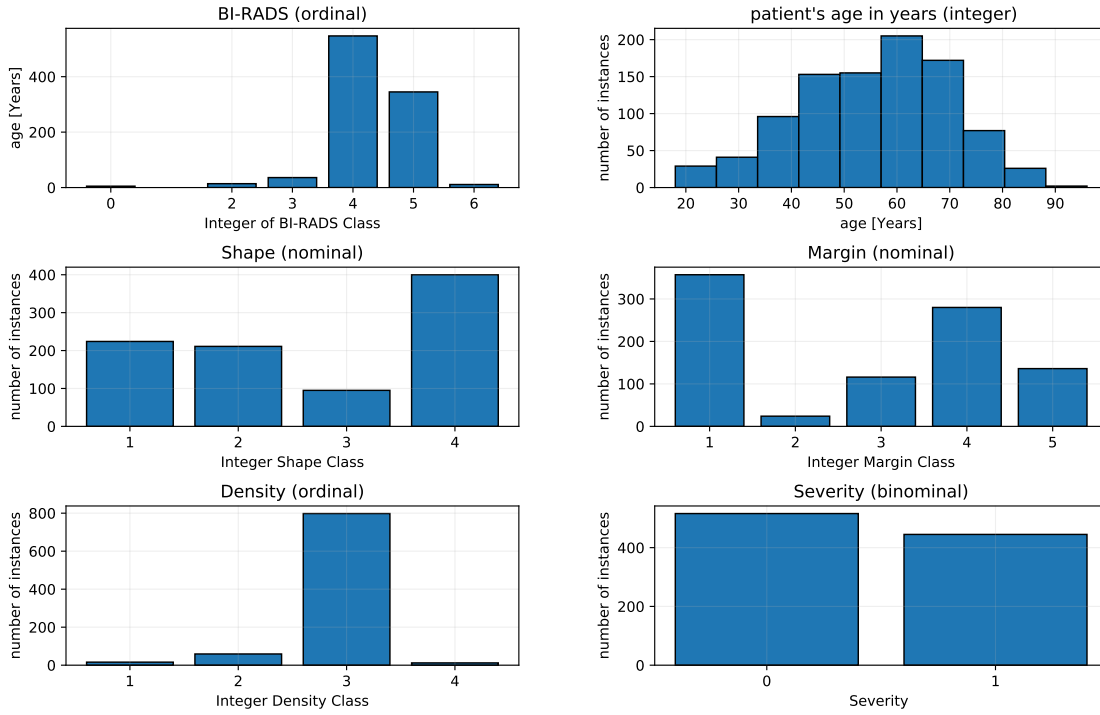 BI-RADS (ordinal)
age [Years]
400
200
0
0 2 3 4 5 6
Integer of BI-RADS Class
patient's age in years (integer)
number of instances
200
150
100
50
0
20 30 40 50 60 70 80 90
age [Years]
Shape (nominal)
number of instances
400
300
200
100
0
1 2 3 4
Integer Shape Class
Margin (nominal)
number of instances
300
200
100
0
1 2 3 4 5
Integer Margin Class
Density (ordinal)
number of instances
800
600
400
200
0
1 2 3 4
Integer Density Class
Severity (binominal)
number of instances
400
200
0
0 1
Severity